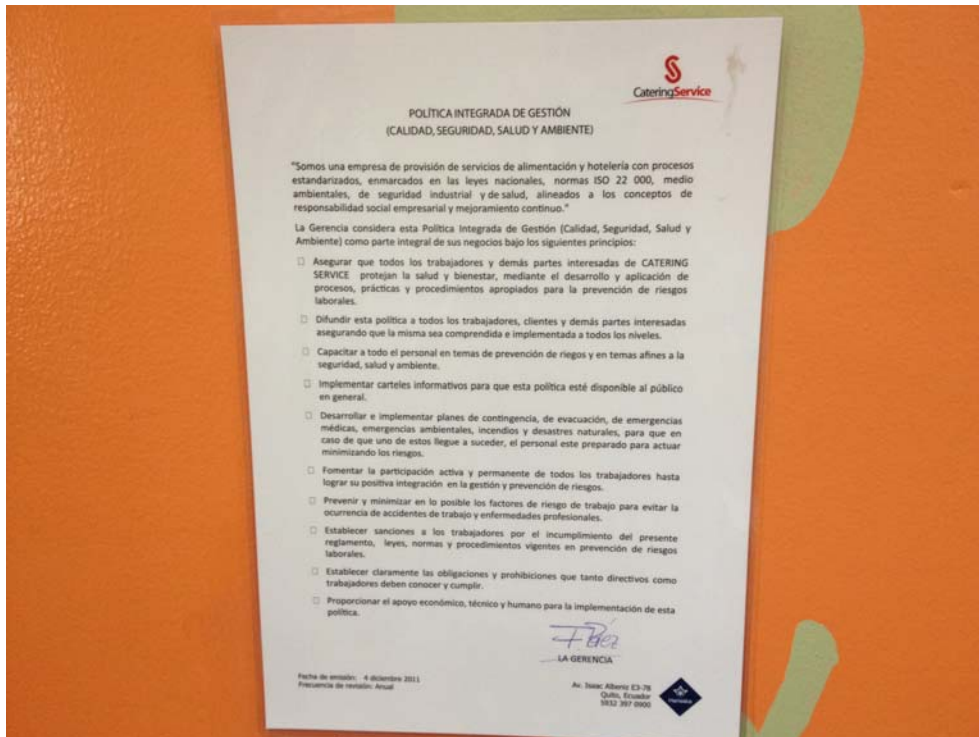 CateringService
POLÍTICA INTEGRADA DE GESTIÓN
(CALIDAD, SEGURIDAD, SALUD Y AMBIENTE)
"Somos una empresa de provisión de servicios de alimentación y hotelería con procesos
estandarizados, enmarcados en las leyes nacionales, normas ISO 22 000, medio
ambientales, de seguridad industrial y de salud, alineados a los conceptos de
responsabilidad social empresarial y mejoramiento continuo."
La Gerencia considera esta Política Integrada de Gestión (Calidad, Seguridad, Salud y
Ambiente) como parte integral de sus negocios bajo los siguientes principios:
Asegurar que todos los trabajadores y demás partes interesadas de CATERING
SERVICE protejan la salud y bienestar, mediante el desarrollo y aplicación de
procesos, prácticas y procedimientos apropiados para la prevención de riesgos
laborales.
Difundir esta política a todos los trabajadores, clientes y demás partes interesadas
asegurando que la misma sea comprendida e implementada a todos los niveles.
Capacitar a todo el personal en temas de prevención de riegos y en temas afines a la
seguridad, salud y ambiente.
Implementar carteles informativos para que esta política esté disponible al público
en general.
Desarrollar e implementar planes de contingencia, de evacuación, de emergencias
médicas, emergencias ambientales, incendios y desastres naturales, para que en
caso de que uno de estos llegue a suceder, el personal este preparado para actuar
minimizando los riesgos.
Fomentar la participación activa y permanente de todos los trabajadores hasta
lograr su positiva integración en la gestión y prevención de riesgos.
Prevenir y minimizar en lo posible los factores de riesgo de trabajo para evitar la
ocurrencia de accidentes de trabajo y enfermedades profesionales.
Establecer sanciones a los trabajadores por el incumplimiento del presente
reglamento, leyes, normas y procedimientos vigentes en prevención de riesgos
laborales.
Establecer claramente las obligaciones y prohibiciones que tanto directivos como
trabajadores deben conocer y cumplir.
Proporcionar el apoyo económico, técnico y humano para la implementación de esta
política.
LA GERENCIA
Fecha de emisión: 4 diciembre 2011
Frecuencia de revisión: Anual
Av. Isaac Albeniz E3-78
Quito, Ecuador
5932 397 0900